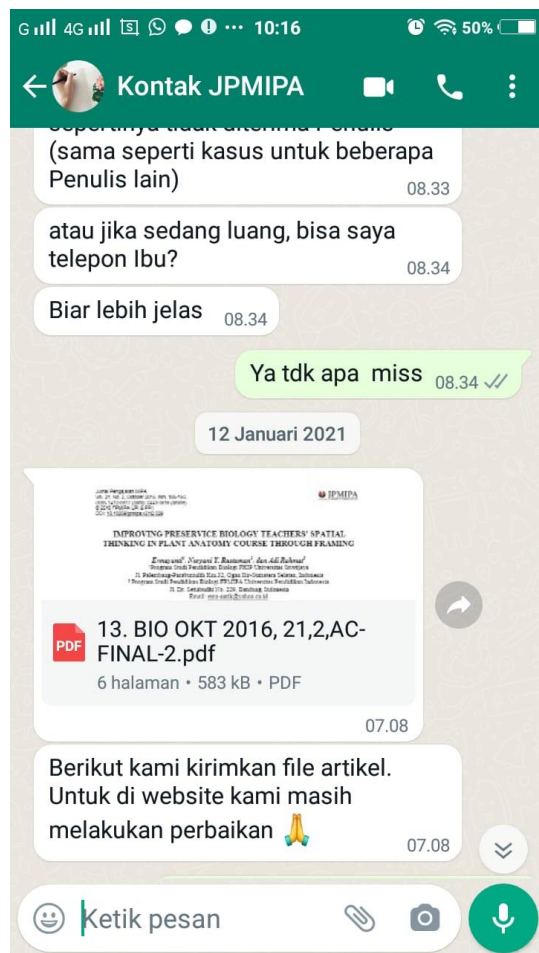 G 4G 10:16 50%
Kontak JPMIPA
(sama seperti kasus untuk beberapa
Penulis lain)
08.33
atau jika sedang luang, bisa saya
telepon Ibu?
08.34
Biar lebih jelas 08.34
Ya tdk apa miss 08.34
12 Januari 2021
JPMIPA
IMPROVING PRESERVICE BIOLOGY TEACHERS' SPATIAL
THINKING IN PLANT ANATOMY COURSE THROUGH FRAMING
PDF
13. BIO OKT 2016, 21,2,AC-
FINAL-2.pdf
6 halaman • 583 kB • PDF
07.08
Berikut kami kirimkan file artikel.
Untuk di website kami masih
melakukan perbaikan 🙏
07.08
Ketik pesan